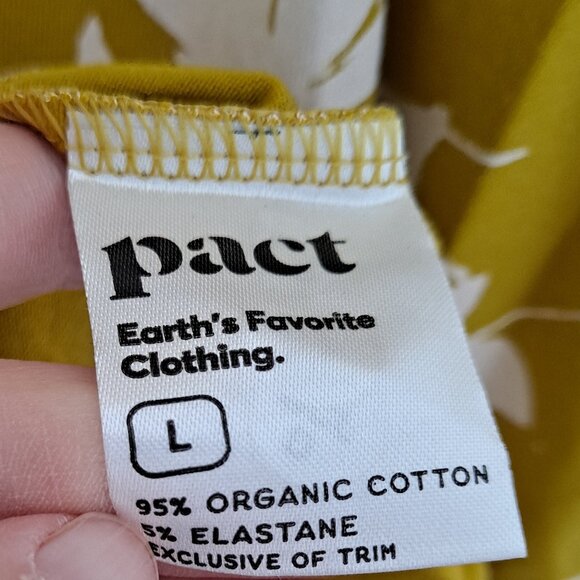 pact
Earth's Favorite
Clothing.
L
95% ORGANIC COTTON
5% ELASTANE
EXCLUSIVE OF TRIM